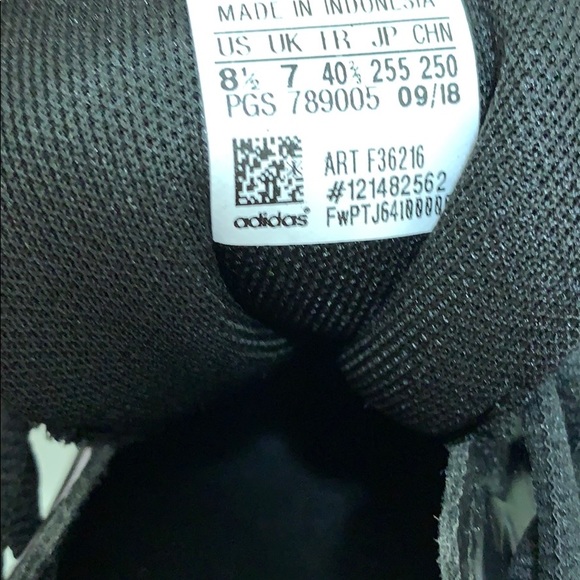 MADE IN INDONESIA
US UK FR JP CHN
8½ 7 40⅔ 255 250
PGS 789005 09/18
ART F36216
#121482562
adidas FwPTJ6410000